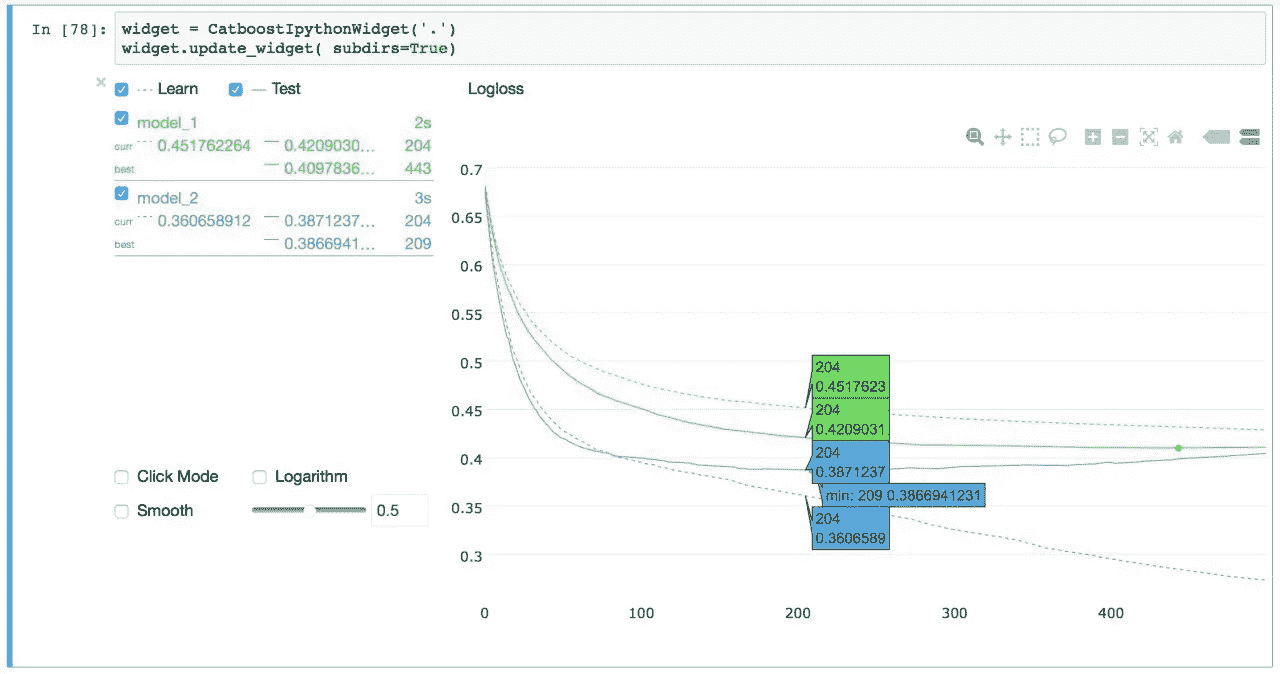 In [78]: widget = CatboostIpythonWidget('.')
widget.update_widget( subdirs=True)
Learn Test
Logloss
model_1 2s
curr 0.451762264 0.4209030... 204
best 0.4097836... 443
model_2 3s
curr 0.360658912 0.3871237... 204
best 0.3866941... 209
Click Mode Logarithm
Smooth 0.5
0.7
0.65
0.6
0.55
0.5
0.45
0.4
0.35
0.3
204
0.4517623
204
0.4209031
204
0.3871237
min: 209 0.3866941231
204
0.3606589
0 100 200 300 400